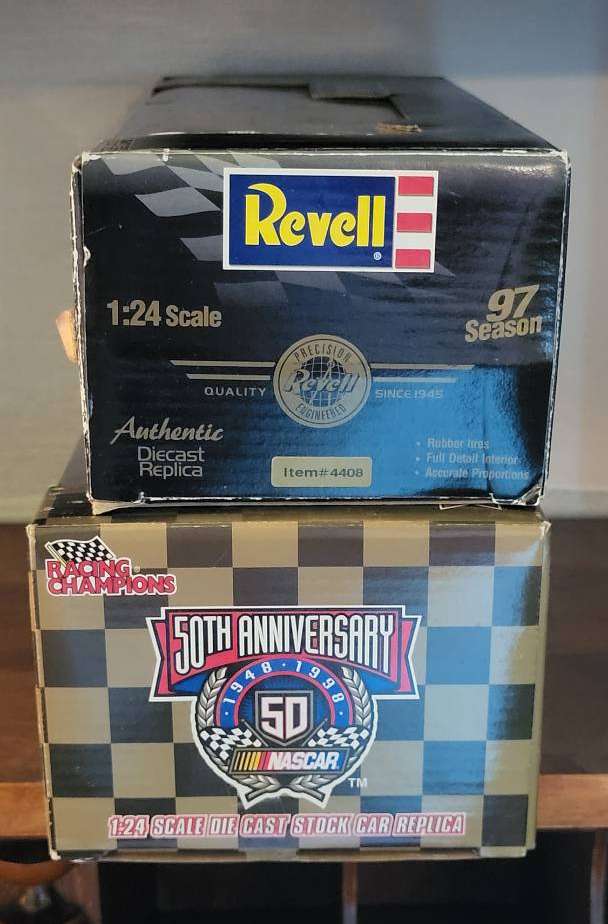 Revell
®
1:24 Scale
97
Season
PRECISION
QUALITY
Revell
SINCE 1945
ENGINEERED
Authentic
Diecast
Replica
Item#4408
• Rubber tires
• Full Detail Interior
• Accurate Proportions
RACING
CHAMPIONS
50TH ANNIVERSARY
1948 · 1998
50
NASCAR
TM
1:24 SCALE DIE CAST STOCK CAR REPLICA